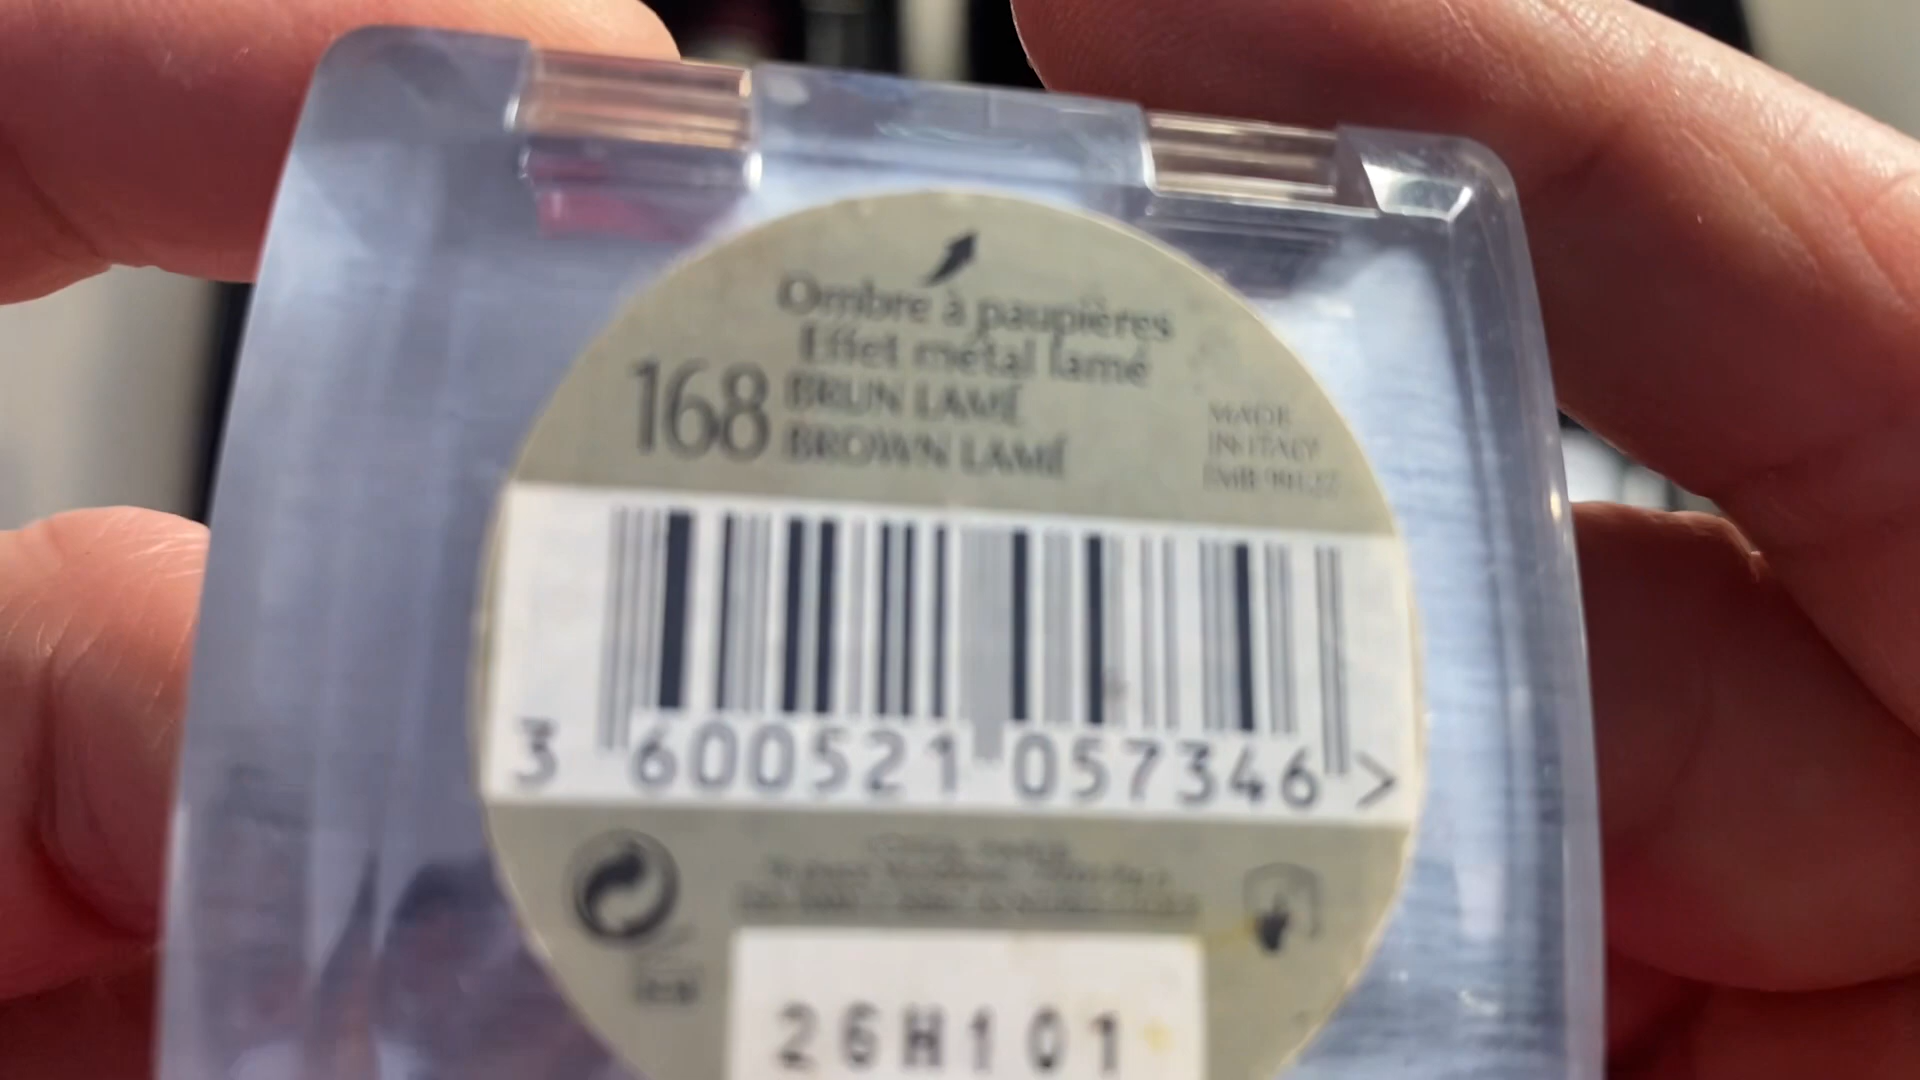 Ombre à paupières
Effet métal lamé
168 BRUN LAMÉ
BROWN LAMÉ
MADE
IN ITALY
3 600521 057346 >
26H101